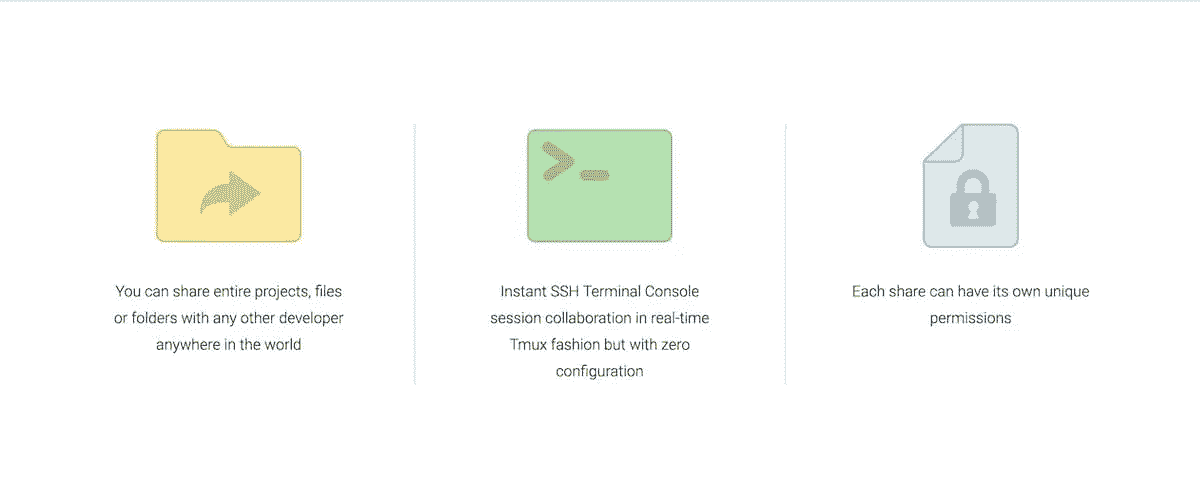 You can share entire projects, files
or folders with any other developer
anywhere in the world
Instant SSH Terminal Console
session collaboration in real-time
Tmux fashion but with zero
configuration
Each share can have its own unique
permissions